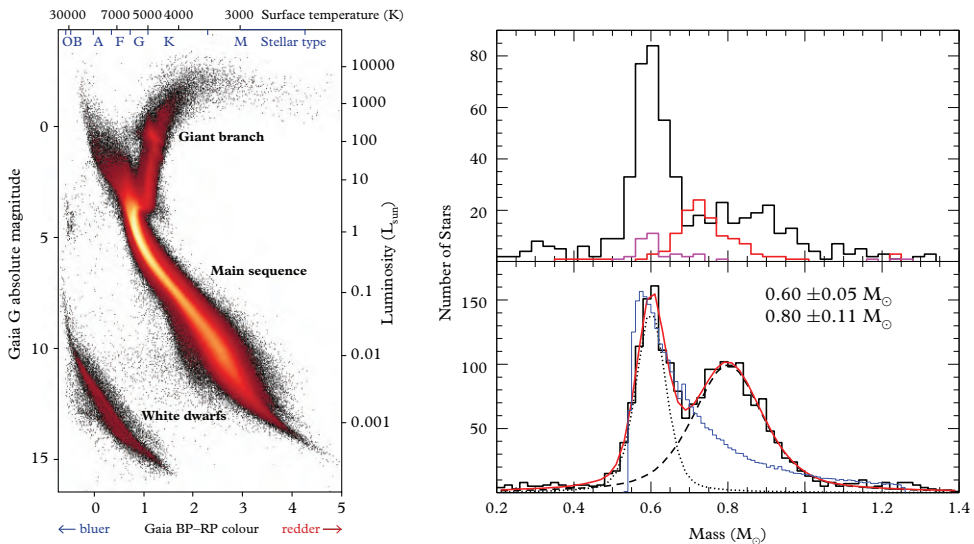 30000 7000 5000 4000 3000 Surface temperature (K)
O B A F G K M Stellar type
Gaia G absolute magnitude
0
5
10
15
Giant branch
Main sequence
White dwarfs
10000
1000
100
10
1
0.1
0.01
0.001
Luminosity (L_sun)
0 1 2 3 4 5
← bluer Gaia BP–RP colour redder →
Number of Stars
80
60
40
20
150
100
50
0
0.60 ±0.05 M⊙
0.80 ±0.11 M⊙
0.2 0.4 0.6 0.8 1 1.2 1.4
Mass (M⊙)